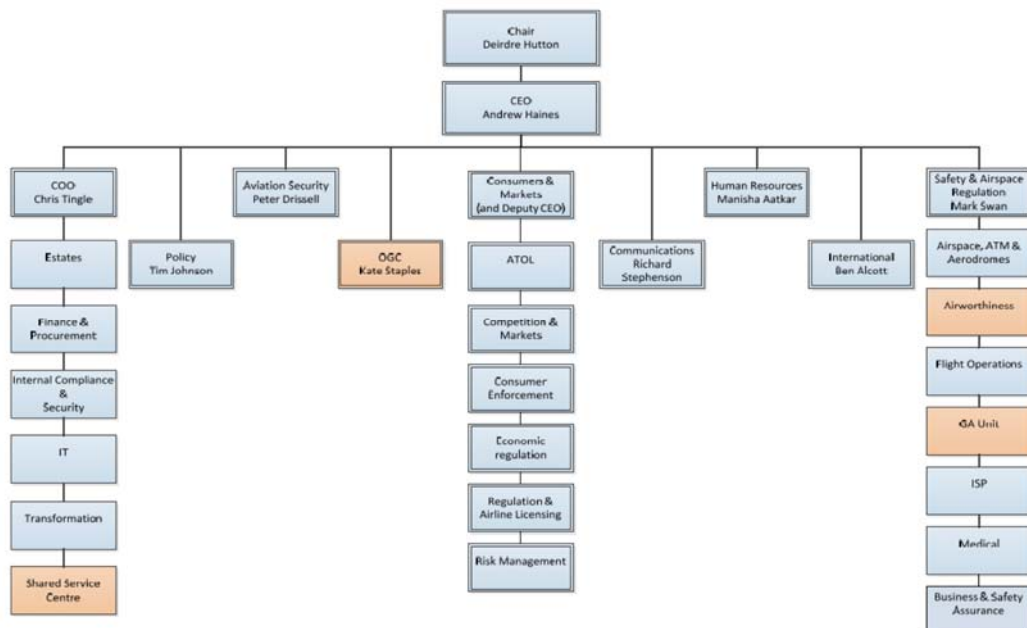 Chair
Deirdre Hutton
CEO
Andrew Haines
COO
Chris Tingle
Policy
Tim Johnson
Aviation Security
Peter Drissell
OGC
Kate Staples
Consumers &
Markets
(and Deputy CEO)
Communications
Richard
Stephenson
Human Resources
Manisha Aatkar
International
Ben Alcott
Safety & Airspace
Regulation
Mark Swan
Estates
Finance &
Procurement
Internal Compliance
&
Security
IT
Transformation
Shared Service
Centre
ATOL
Competition &
Markets
Consumer
Enforcement
Economic
regulation
Regulation &
Airline Licensing
Risk Management
Airspace, ATM &
Aerodromes
Airworthiness
Flight Operations
GA Unit
ISP
Medical
Business & Safety
Assurance